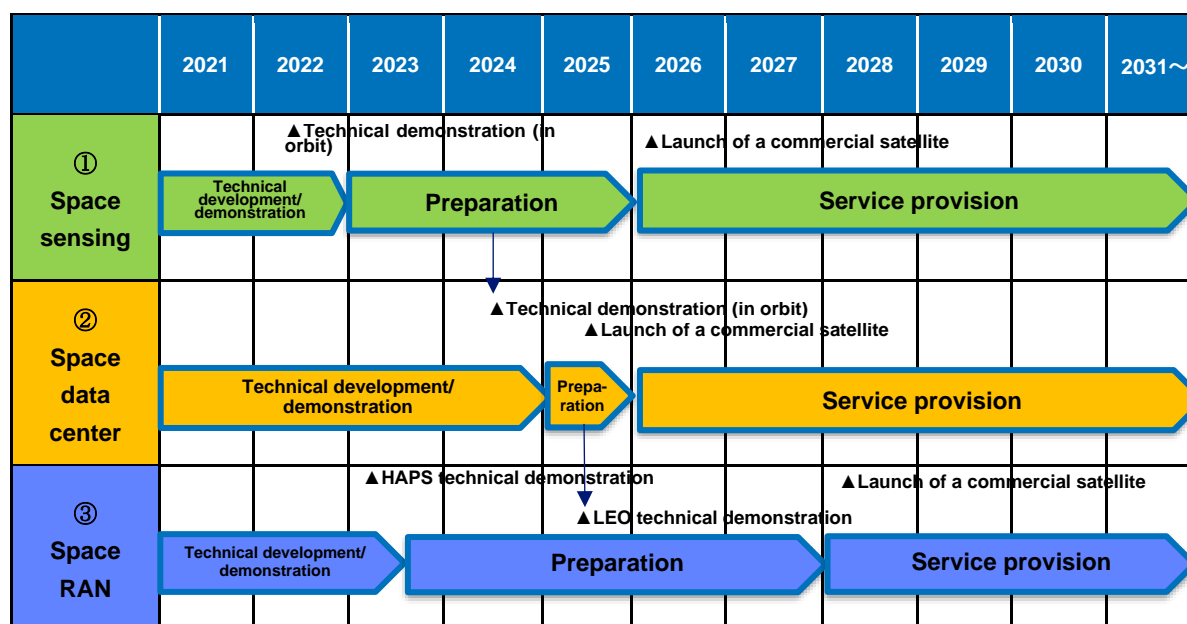 2021 2022 2023 2024 2025 2026 2027 2028 2029 2030 2031～
①
Space
sensing
▲Technical demonstration (in
orbit)
▲Launch of a commercial satellite
Technical
development/
demonstration
Preparation
Service provision
②
Space
data
center
▲Technical demonstration (in orbit)
▲Launch of a commercial satellite
Technical development/
demonstration
Prepa-
ration
Service provision
③
Space
RAN
▲HAPS technical demonstration
▲Launch of a commercial satellite
▲LEO technical demonstration
Technical development/
demonstration
Preparation
Service provision